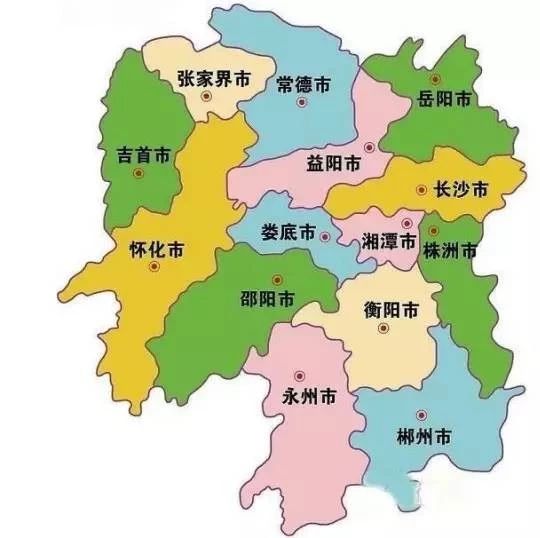 张家界市
常德市
岳阳市
吉首市
益阳市
长沙市
怀化市
娄底市
湘潭市
株洲市
邵阳市
衡阳市
永州市
郴州市